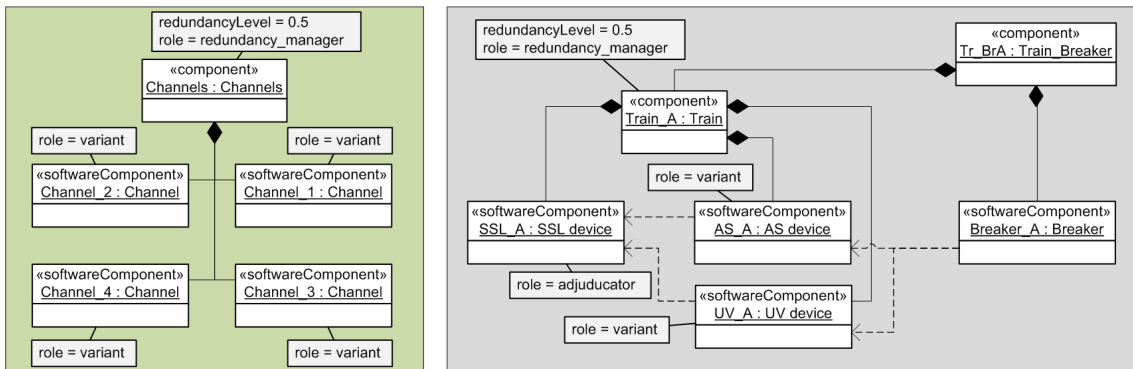 redundancyLevel = 0.5
role = redundancy_manager
«component»
Channels : Channels
role = variant
role = variant
«softwareComponent»
Channel_2 : Channel
«softwareComponent»
Channel_1 : Channel
«softwareComponent»
Channel_4 : Channel
«softwareComponent»
Channel_3 : Channel
role = variant
role = variant
redundancyLevel = 0.5
role = redundancy_manager
«component»
Tr_BrA : Train_Breaker
«component»
Train_A : Train
role = variant
«softwareComponent»
SSL_A : SSL device
«softwareComponent»
AS_A : AS device
«softwareComponent»
Breaker_A : Breaker
role = adjuducator
«softwareComponent»
UV_A : UV device
role = variant